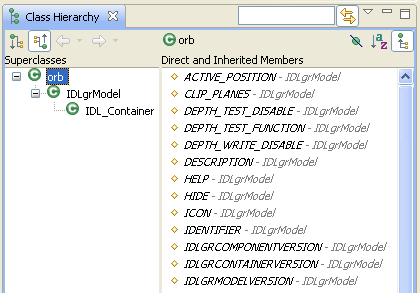 Class Hierarchy
orb
Superclasses
Direct and Inherited Members
orb
IDLgrModel
IDL_Container
ACTIVE_POSITION - IDLgrModel
CLIP_PLANES - IDLgrModel
DEPTH_TEST_DISABLE - IDLgrModel
DEPTH_TEST_FUNCTION - IDLgrModel
DEPTH_WRITE_DISABLE - IDLgrModel
DESCRIPTION - IDLgrModel
HELP - IDLgrModel
HIDE - IDLgrModel
ICON - IDLgrModel
IDENTIFIER - IDLgrModel
IDLGRCOMPONENTVERSION - IDLgrModel
IDLGRCONTAINERVERSION - IDLgrModel
IDLGRMODELVERSION - IDLgrModel